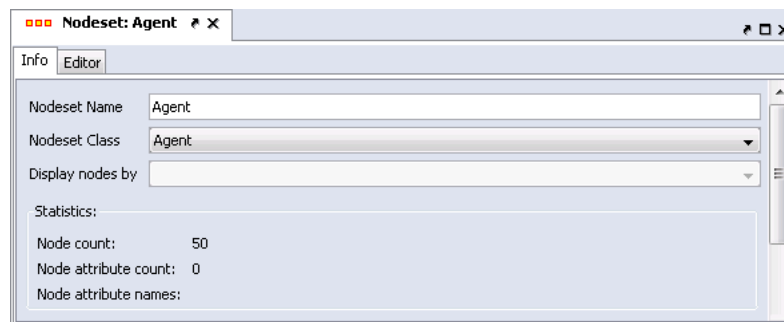 Nodeset: Agent
Info Editor
Nodeset Name Agent
Nodeset Class Agent
Display nodes by
Statistics:
Node count: 50
Node attribute count: 0
Node attribute names: